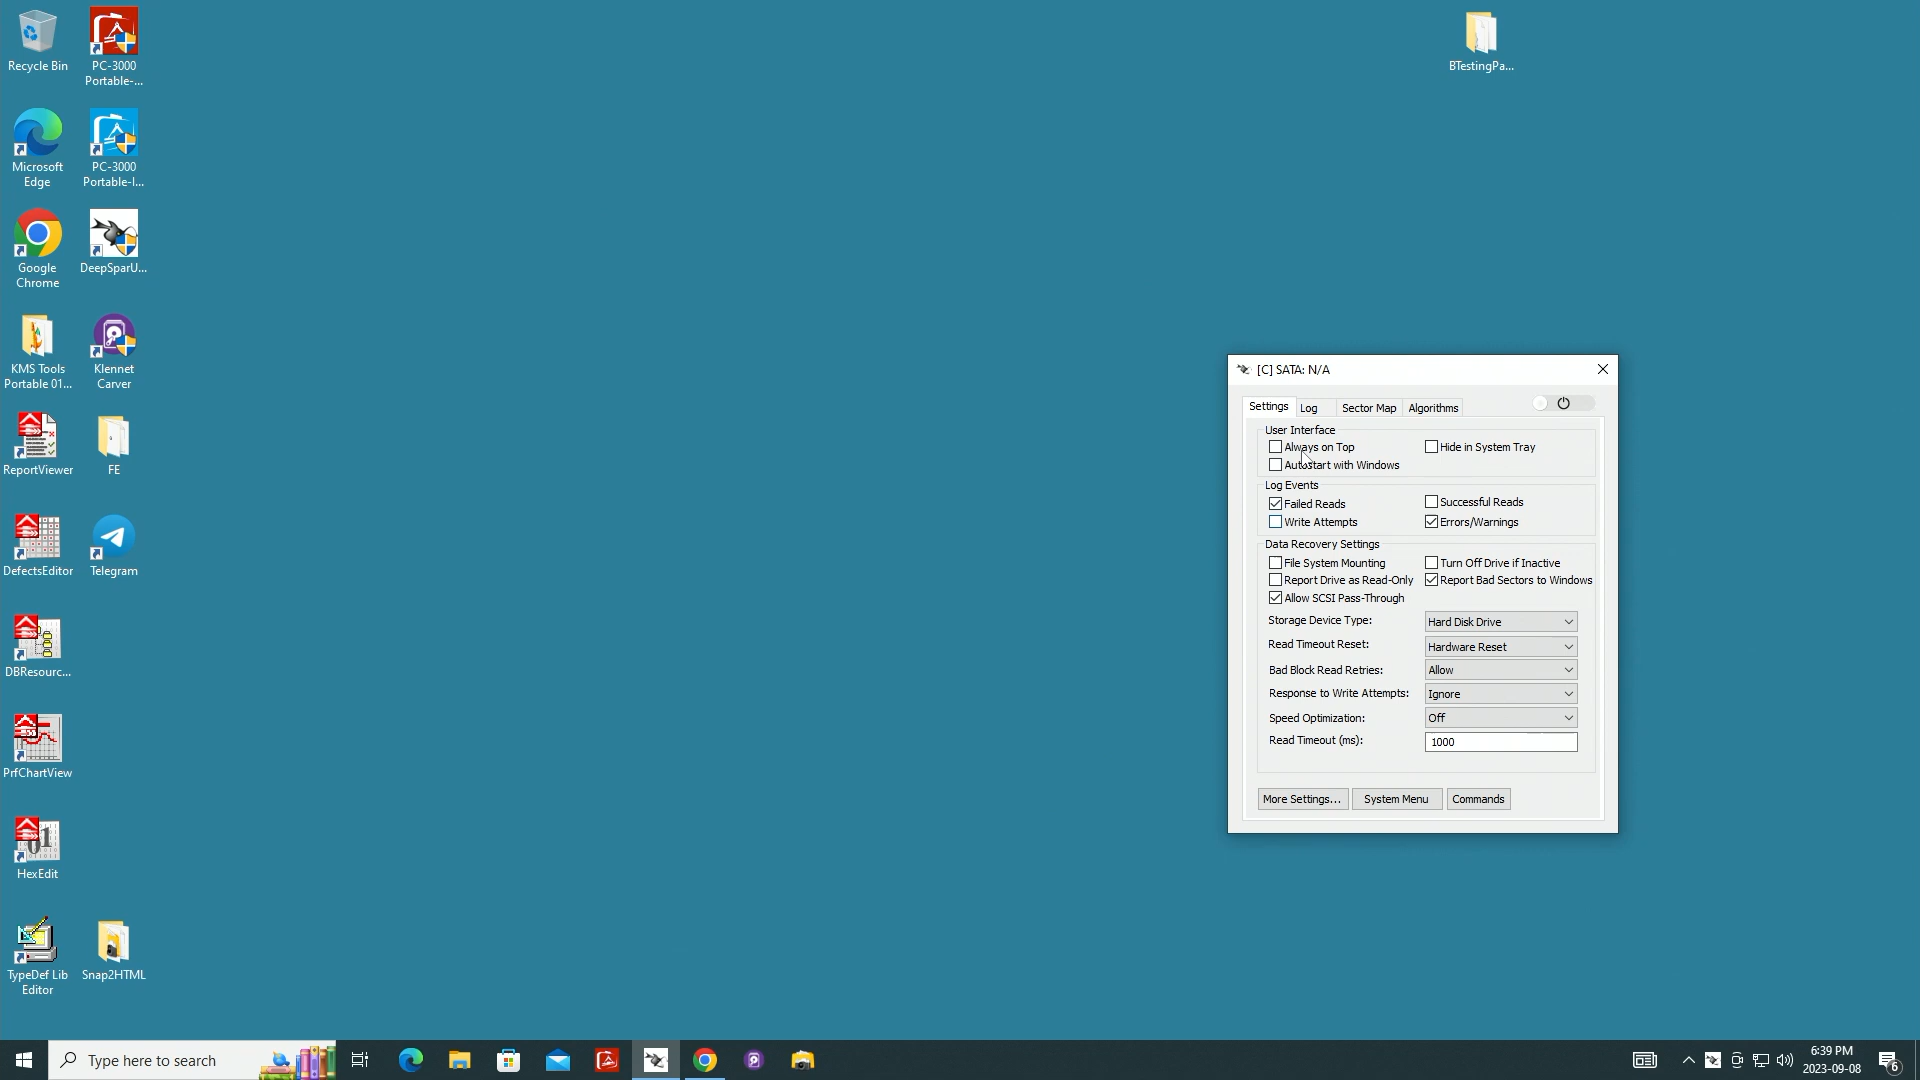 Recycle Bin
PC-3000
Portable-...
BTestingPa...
Microsoft
Edge
PC-3000
Portable-I...
Google
Chrome
DeepSparU...
KMS Tools
Portable 01...
Klennet
Carver
ReportViewer
FE
DefectsEditor
Telegram
DBResourc...
PrfChartView
HexEdit
TypeDef Lib
Editor
Snap2HTML
[C] SATA: N/A
Settings Log Sector Map Algorithms
User Interface
Always on Top Hide in System Tray
Autostart with Windows
Log Events
Failed Reads Successful Reads
Write Attempts Errors/Warnings
Data Recovery Settings
File System Mounting Turn Off Drive if Inactive
Report Drive as Read-Only Report Bad Sectors to Windows
Allow SCSI Pass-Through
Storage Device Type: Hard Disk Drive
Read Timeout Reset: Hardware Reset
Bad Block Read Retries: Allow
Response to Write Attempts: Ignore
Speed Optimization: Off
Read Timeout (ms): 1000
More Settings... System Menu Commands
Type here to search
6:39 PM
2023-09-08
6